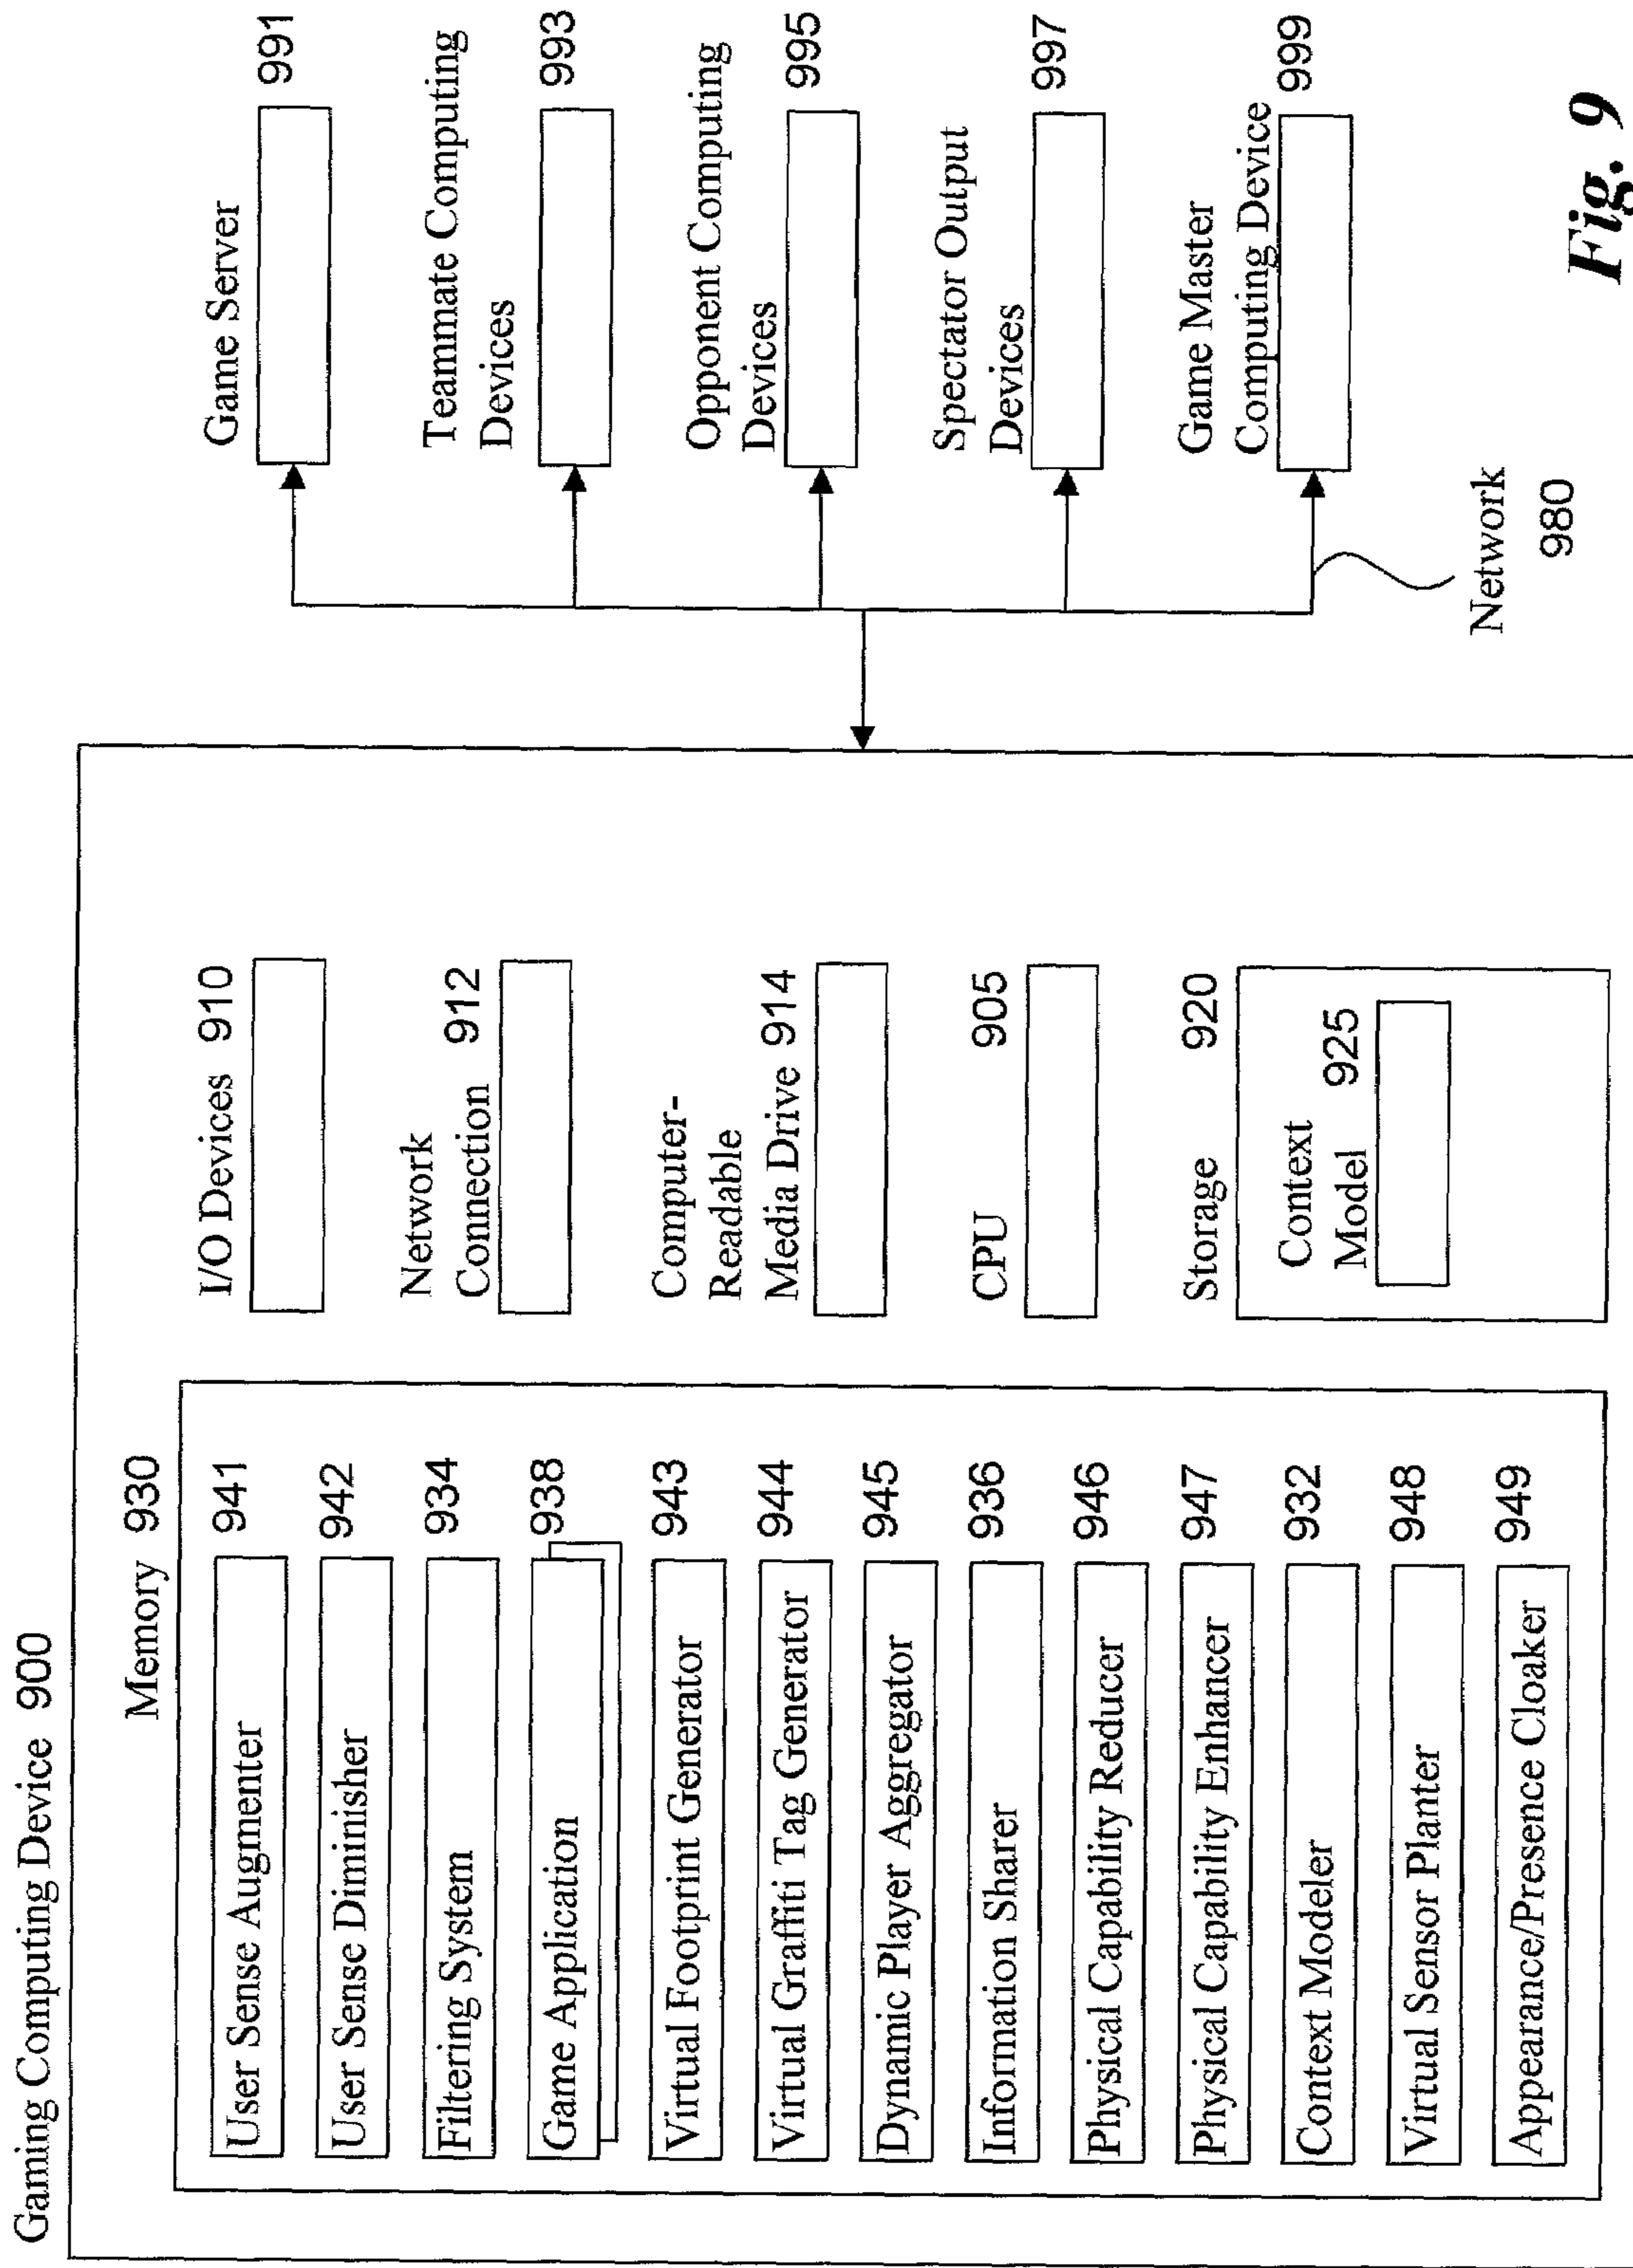 Gaming Computing Device 900
Memory 930
User Sense Augmenter 941
User Sense Diminisher 942
Filtering System 934
Game Application 938
Virtual Footprint Generator 943
Virtual Graffiti Tag Generator 944
Dynamic Player Aggregator 945
Information Sharer 936
Physical Capability Reducer 946
Physical Capability Enhancer 947
Context Modeler 932
Virtual Sensor Planter 948
Appearance/Presence Cloaker 949
I/O Devices 910
Network
Connection 912
Computer-
Readable
Media Drive 914
CPU 905
Storage 920
Context
Model 925
Game Server
991
Teammate Computing
Devices
993
Opponent Computing
Devices
995
Spectator Output
Devices
997
Game Master
Computing Device
999
Network
980
Fig. 9